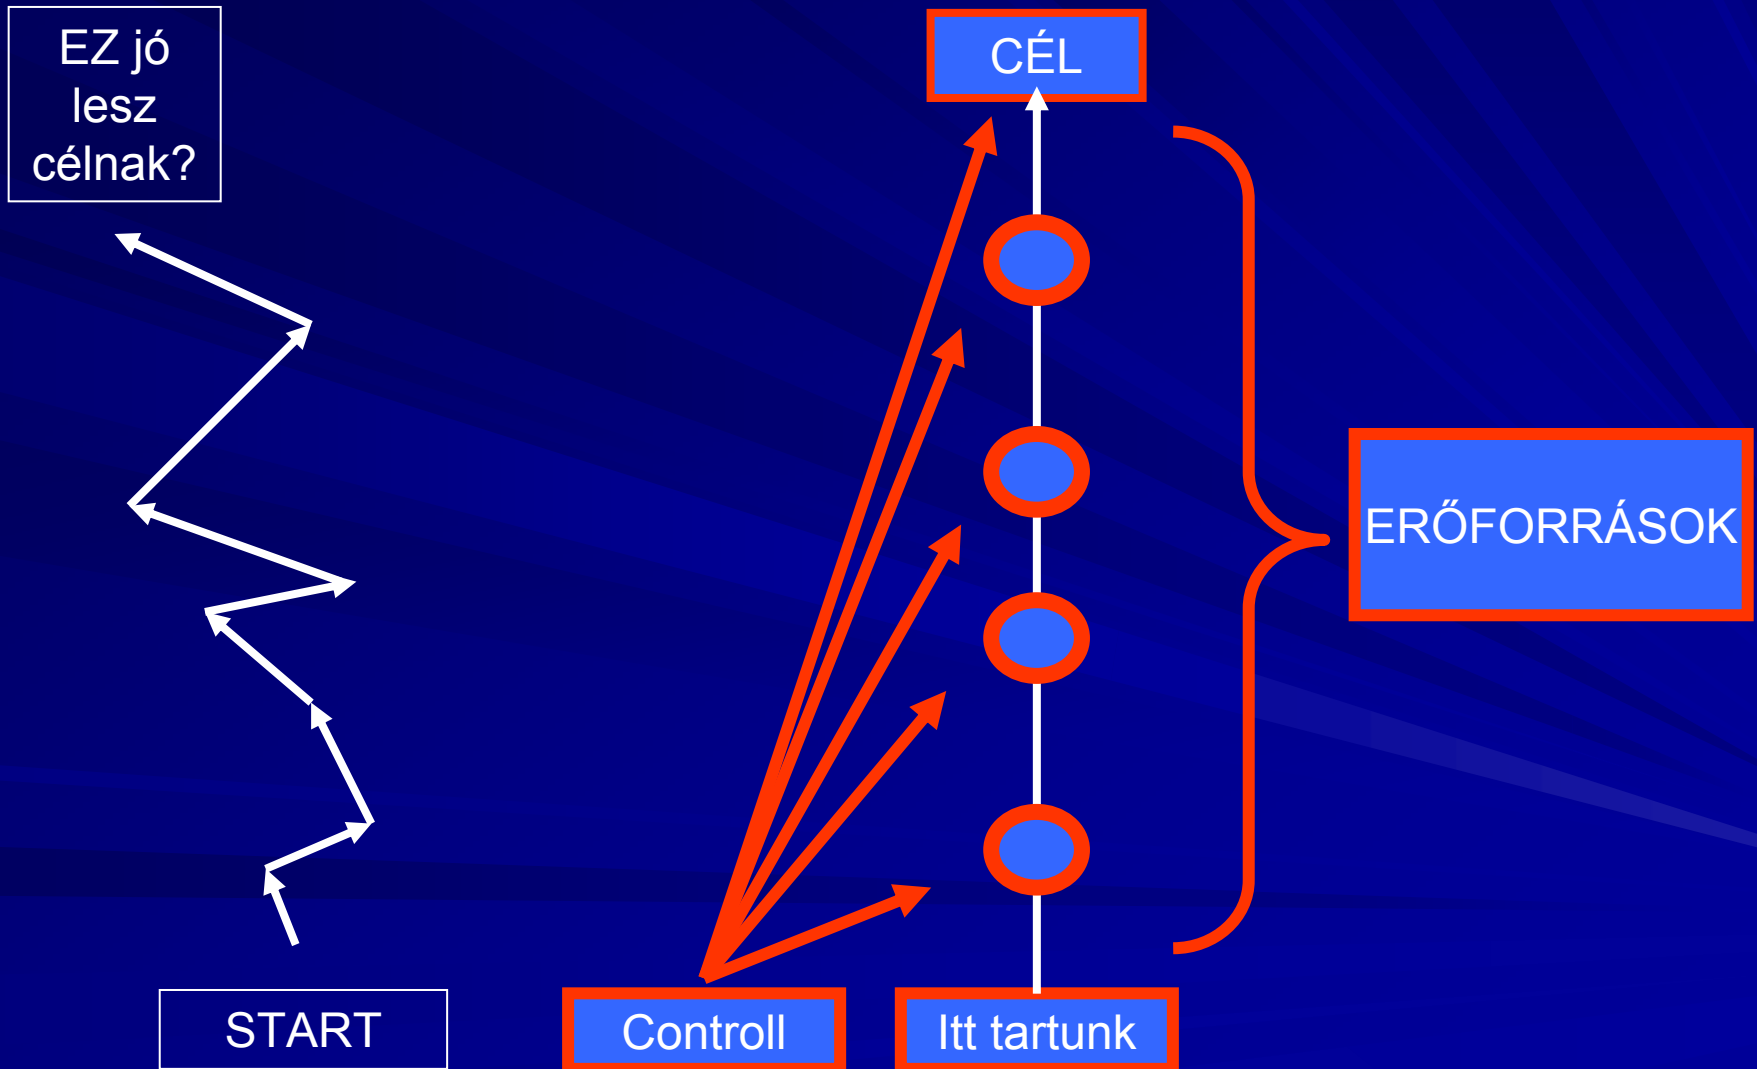 EZ jó
lesz
célnak?
CÉL
ERŐFORRÁSOK
START
Controll
Itt tartunk